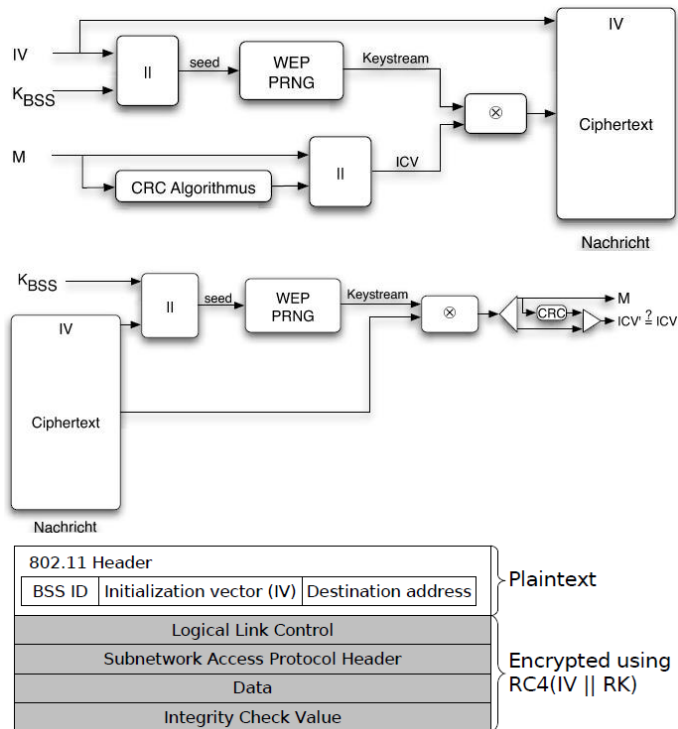 IV
K BSS
II
seed
WEP
PRNG
Keystream
⊗
IV
Ciphertext
M
CRC Algorithmus
II
ICV
Nachricht
K BSS
II
seed
WEP
PRNG
Keystream
⊗
CRC
M
ICV' ≟ ICV
IV
Ciphertext
Nachricht
802.11 Header
BSS ID Initialization vector (IV) Destination address
Plaintext
Logical Link Control
Subnetwork Access Protocol Header
Data
Integrity Check Value
Encrypted using
RC4(IV || RK)